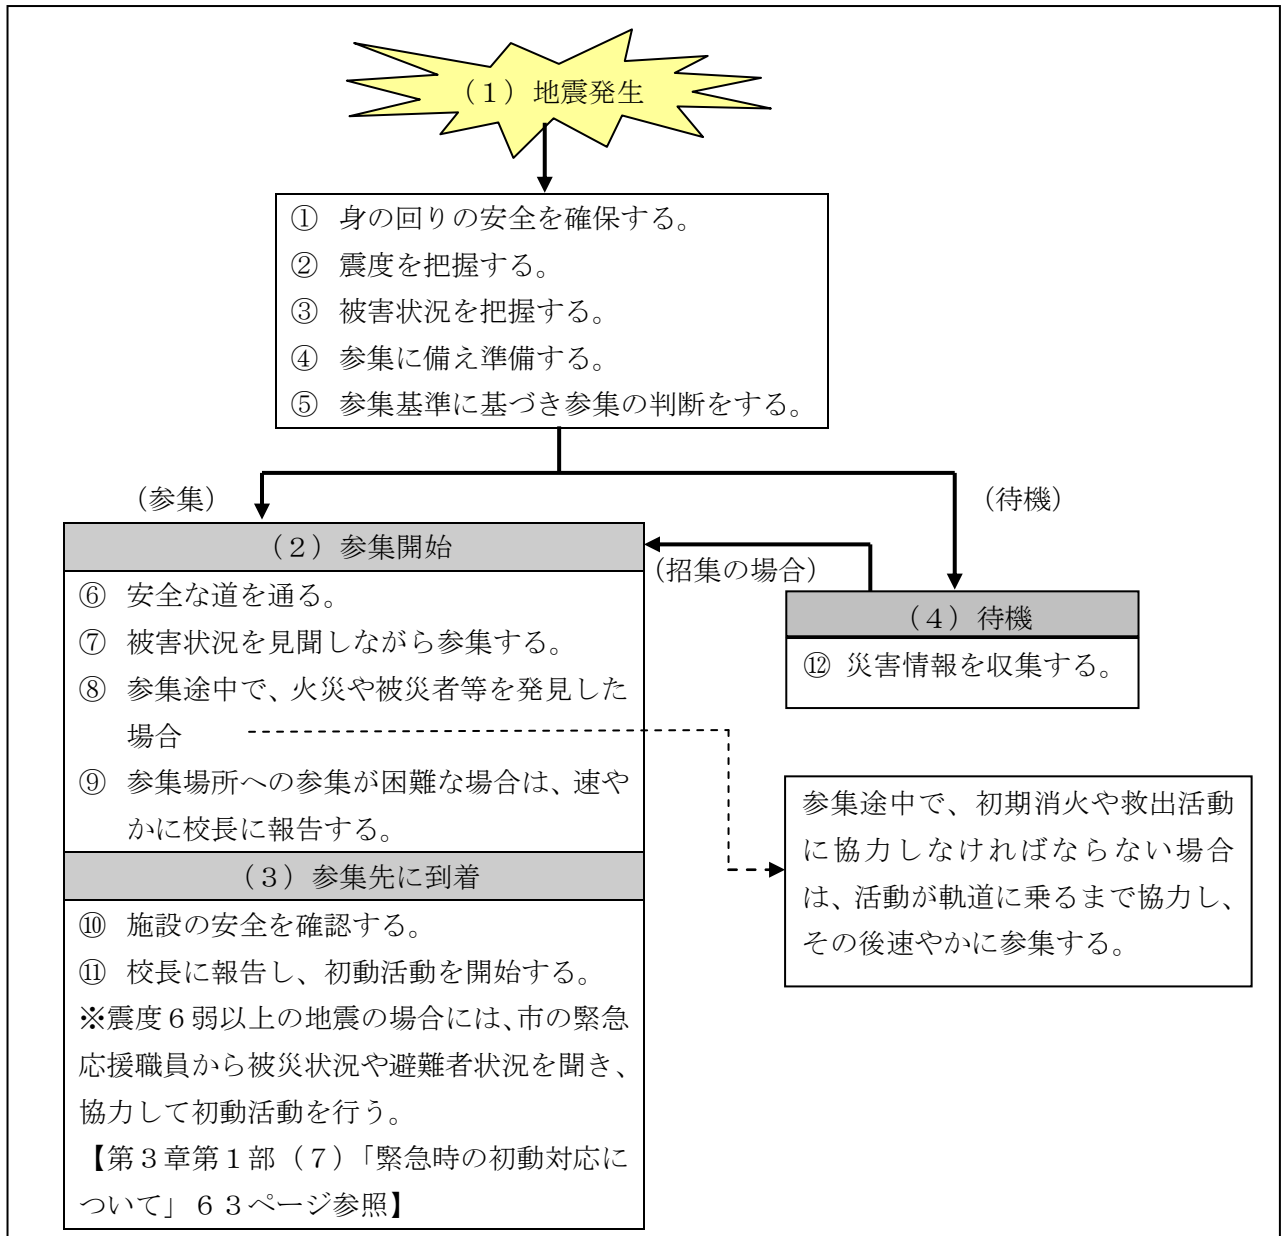 （１）地震発生
① 身の回りの安全を確保する。
② 震度を把握する。
③ 被害状況を把握する。
④ 参集に備え準備する。
⑤ 参集基準に基づき参集の判断をする。
（参集）
（待機）
（２）参集開始
（招集の場合）
⑥ 安全な道を通る。
⑦ 被害状況を見聞しながら参集する。
⑧ 参集途中で、火災や被災者等を発見した
場合
⑨ 参集場所への参集が困難な場合は、速や
かに校長に報告する。
（４）待機
⑫ 災害情報を収集する。
参集途中で、初期消火や救出活動
に協力しなければならない場合
は、活動が軌道に乗るまで協力し、
その後速やかに参集する。
（３）参集先に到着
⑩ 施設の安全を確認する。
⑪ 校長に報告し、初動活動を開始する。
※震度６弱以上の地震の場合には、市の緊急
応援職員から被災状況や避難者状況を聞き、
協力して初動活動を行う。
【第３章第１部（７）「緊急時の初動対応に
ついて」６３ページ参照】